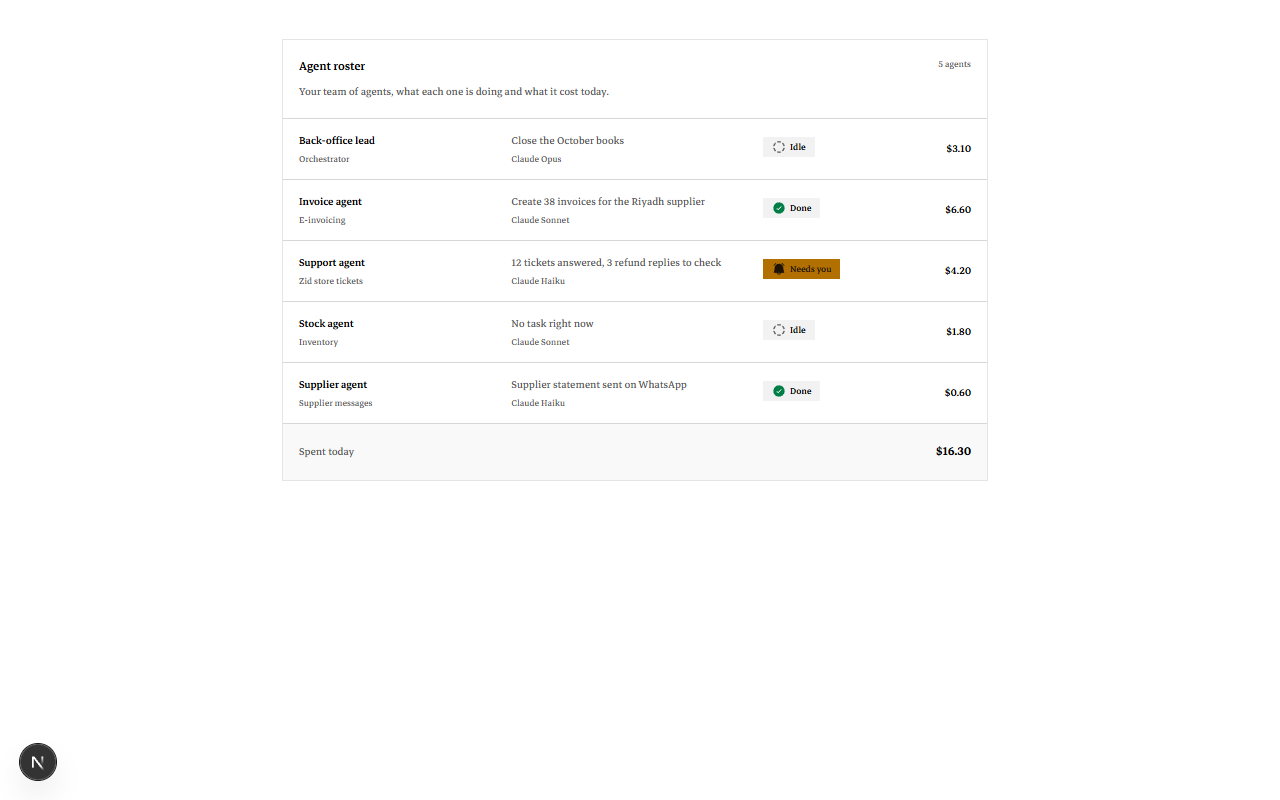 Agent roster
5 agents
Your team of agents, what each one is doing and what it cost today.
Back-office lead
Orchestrator
Close the October books
Claude Opus
Idle
$3.10
Invoice agent
E-invoicing
Create 38 invoices for the Riyadh supplier
Claude Sonnet
Done
$6.60
Support agent
Zid store tickets
12 tickets answered, 3 refund replies to check
Claude Haiku
Needs you
$4.20
Stock agent
Inventory
No task right now
Claude Sonnet
Idle
$1.80
Supplier agent
Supplier messages
Supplier statement sent on WhatsApp
Claude Haiku
Done
$0.60
Spent today
$16.30
N